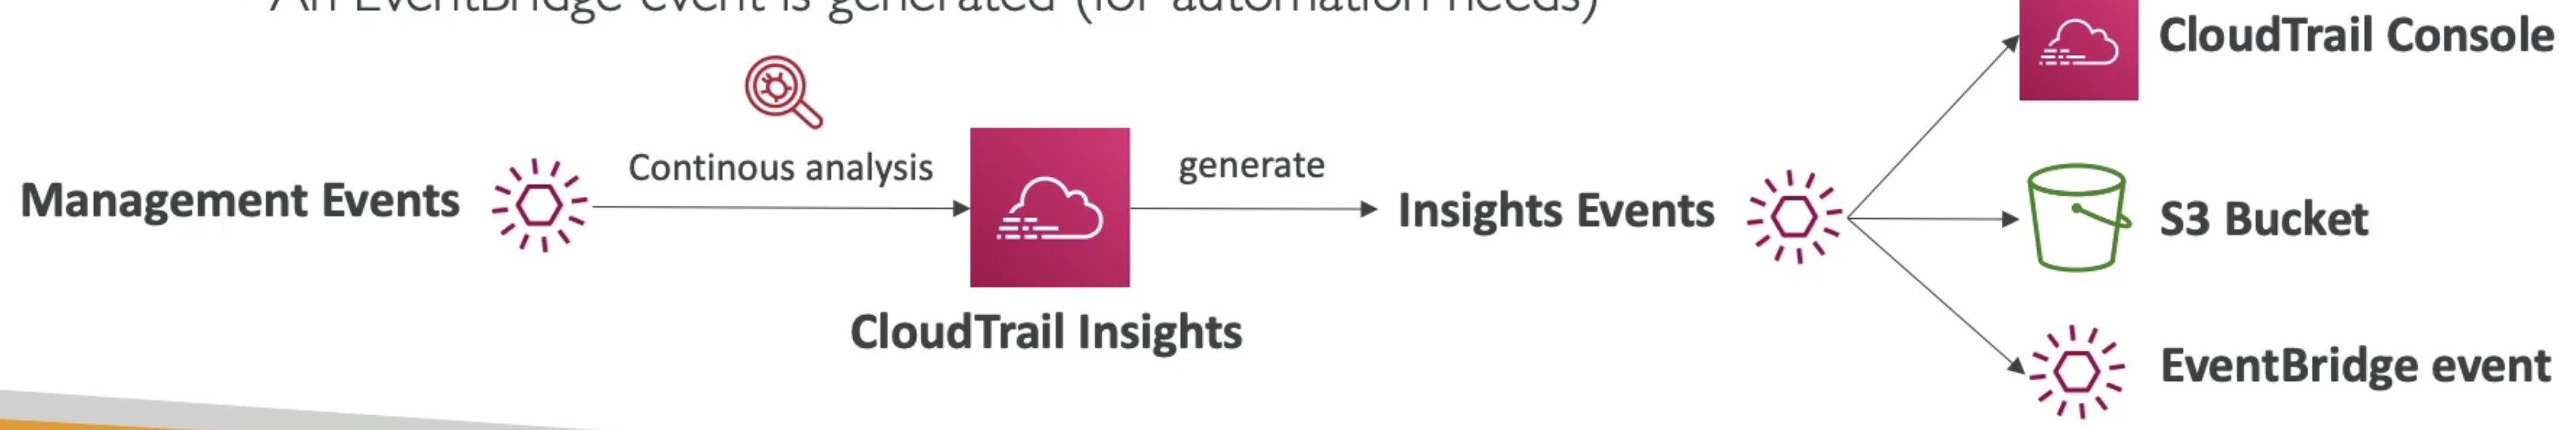 An EventBridge event is generated (for automation needs)
CloudTrail Console
Continous analysis
generate
Management Events
Insights Events
S3 Bucket
CloudTrail Insights
EventBridge event